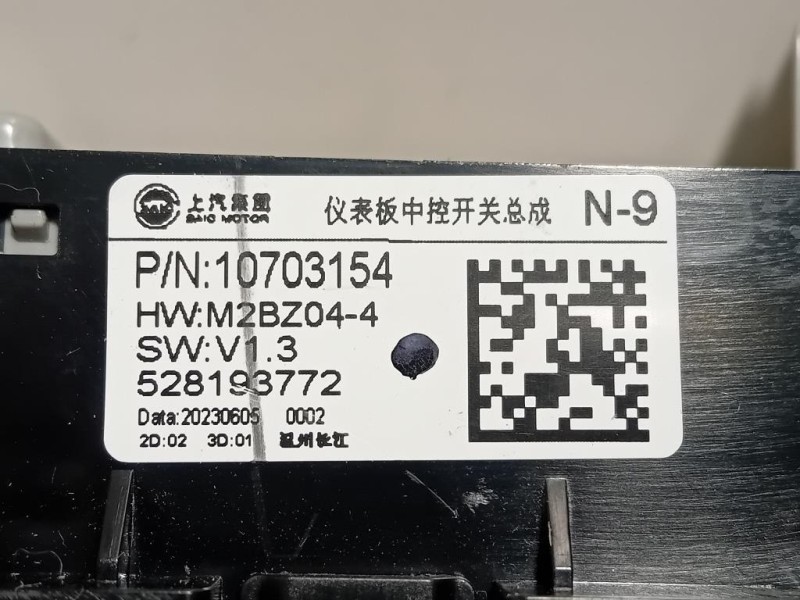 上汽集团 仪表板中控开关总成 N-9
SAIC MOTOR
P/N:10703154
HW:M2BZ04-4
SW:V1.3
528193772
Data:20230605 0002
2D:02 3D:01 温州长江